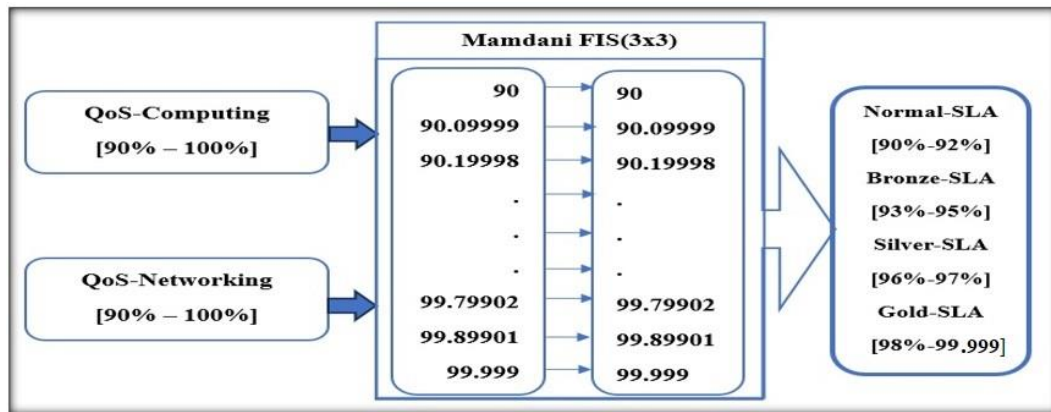 Mamdani FIS(3x3)
QoS-Computing
[90% – 100%]
QoS-Networking
[90% – 100%]
90
90.09999
90.19998
.
.
.
99.79902
99.89901
99.999
90
90.09999
90.19998
.
.
.
99.79902
99.89901
99.999
Normal-SLA
[90%-92%]
Bronze-SLA
[93%-95%]
Silver-SLA
[96%-97%]
Gold-SLA
[98%-99.999]